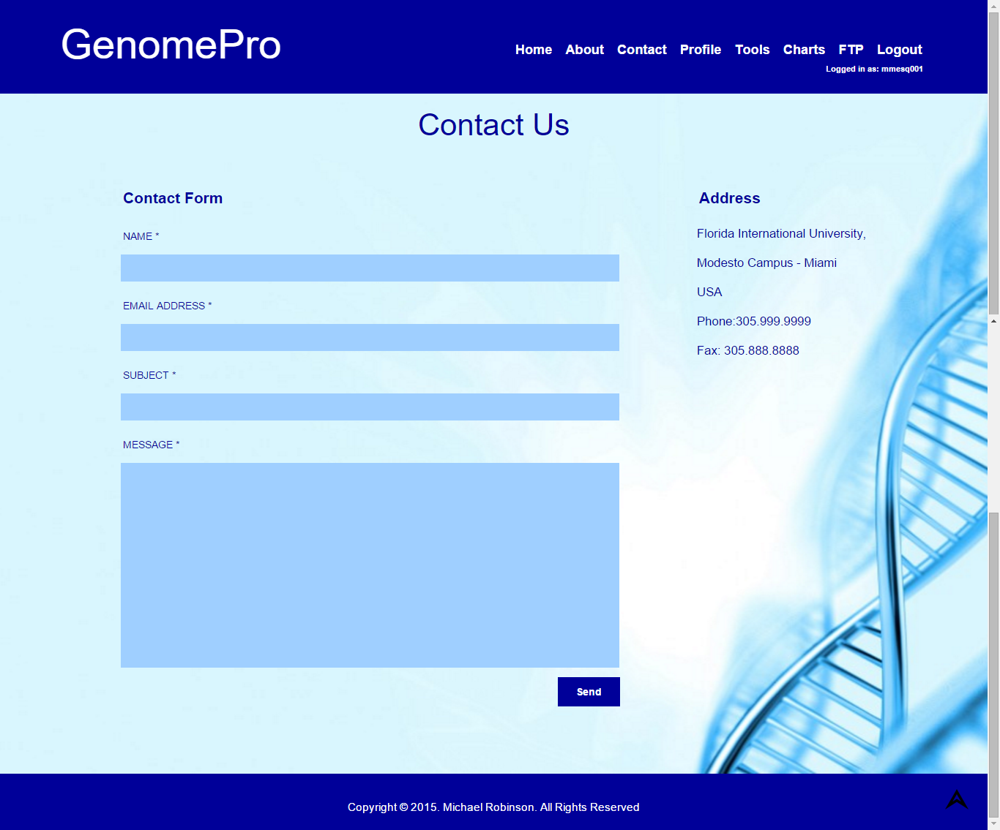 GenomePro
Home About Contact Profile Tools Charts FTP Logout
Logged in as: mmesq001
Contact Us
Contact Form
NAME *
EMAIL ADDRESS *
SUBJECT *
MESSAGE *
Send
Address
Florida International University,
Modesto Campus - Miami
USA
Phone:305.999.9999
Fax: 305.888.8888
Copyright © 2015. Michael Robinson. All Rights Reserved